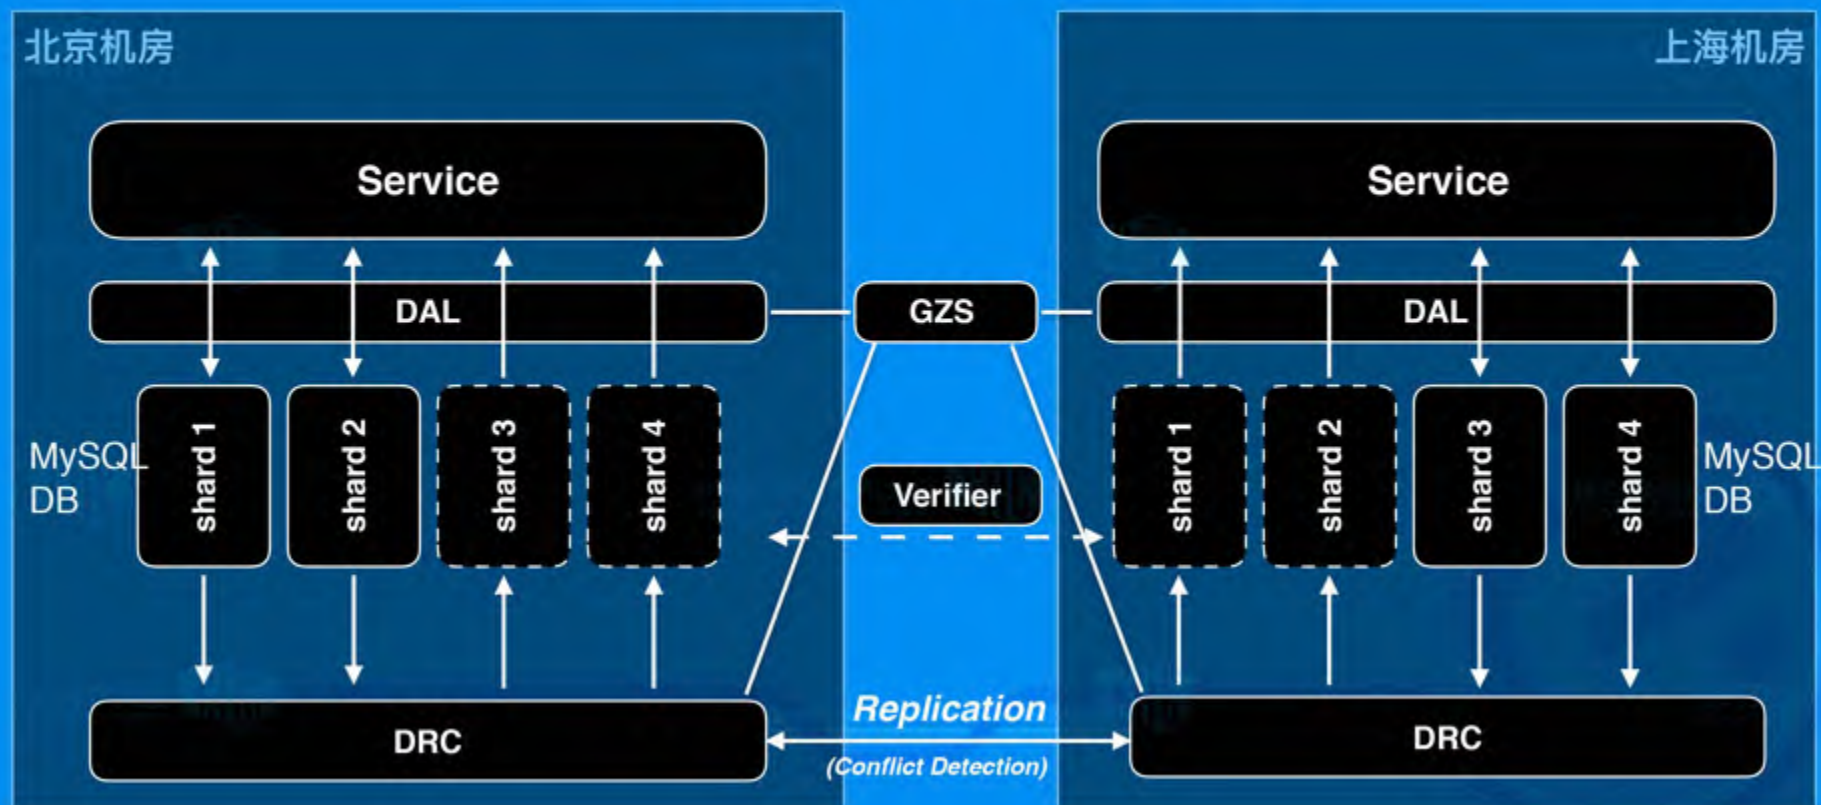 北京机房
上海机房
Service
Service
DAL
GZS
DAL
MySQL
DB
shard 1
shard 2
shard 3
shard 4
Verifier
shard 1
shard 2
shard 3
shard 4
MySQL
DB
DRC
Replication
(Conflict Detection)
DRC